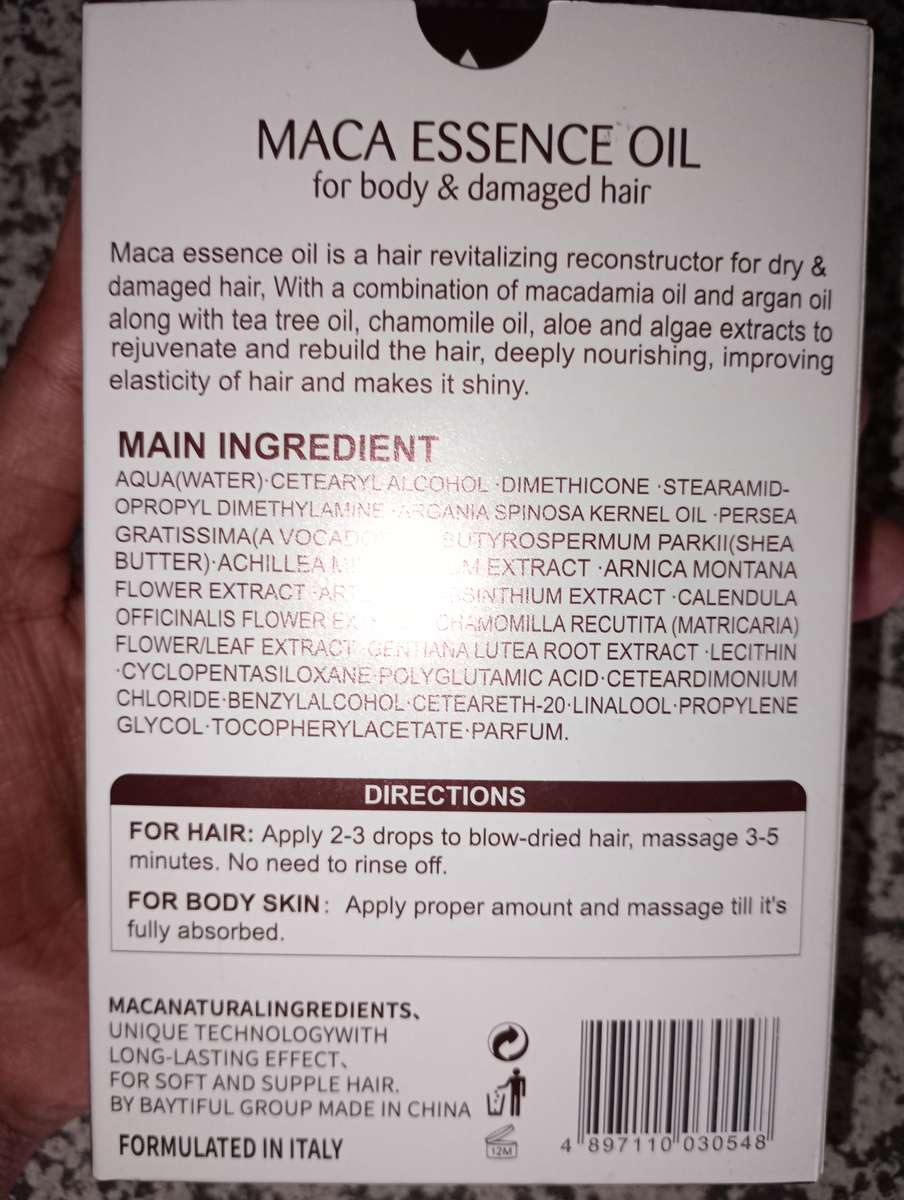 MACA ESSENCE OIL
for body & damaged hair
Maca essence oil is a hair revitalizing reconstructor for dry &
damaged hair, With a combination of macadamia oil and argan oil
along with tea tree oil, chamomile oil, aloe and algae extracts to
rejuvenate and rebuild the hair, deeply nourishing, improving
elasticity of hair and makes it shiny.
MAIN INGREDIENT
AQUA(WATER)·CETEARYL ALCOHOL ·DIMETHICONE ·STEARAMID-
OPROPYL DIMETHYLAMINE ·ARGANIA SPINOSA KERNEL OIL ·PERSEA
GRATISSIMA(A VOCADO BUTYROSPERMUM PARKII(SHEA
BUTTER)·ACHILLEA EXTRACT ·ARNICA MONTANA
FLOWER EXTRACT EXTRACT ·CALENDULA
OFFICINALIS FLOWER CHAMOMILLA RECUTITA (MATRICARIA)
FLOWER/LEAF EXTRACT·GENTIANA LUTEA ROOT EXTRACT ·LECITHIN
·CYCLOPENTASILOXANE·POLYGLUTAMIC ACID·CETEARDIMONIUM
CHLORIDE·BENZYLALCOHOL·CETEARETH-20·LINALOOL·PROPYLENE
GLYCOL·TOCOPHERYLACETATE·PARFUM.
DIRECTIONS
FOR HAIR: Apply 2-3 drops to blow-dried hair, massage 3-5
minutes. No need to rinse off.
FOR BODY SKIN: Apply proper amount and massage till it's
fully absorbed.
MACANATURALINGREDIENTS、
UNIQUE TECHNOLOGYWITH
LONG-LASTING EFFECT、
FOR SOFT AND SUPPLE HAIR.
BY BAYTIFUL GROUP MADE IN CHINA
FORMULATED IN ITALY
12M
4 897110 030548